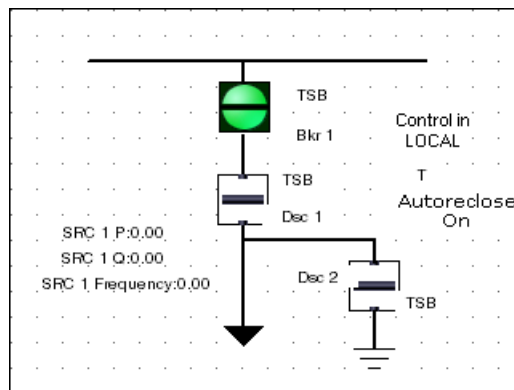 TSB
Bkr 1
Control in
LOCAL
T
Autoreclose
On
TSB
Dsc 1
SRC 1 P:0.00
SRC 1 Q:0.00
SRC 1 Frequency:0.00
Dsc 2
TSB